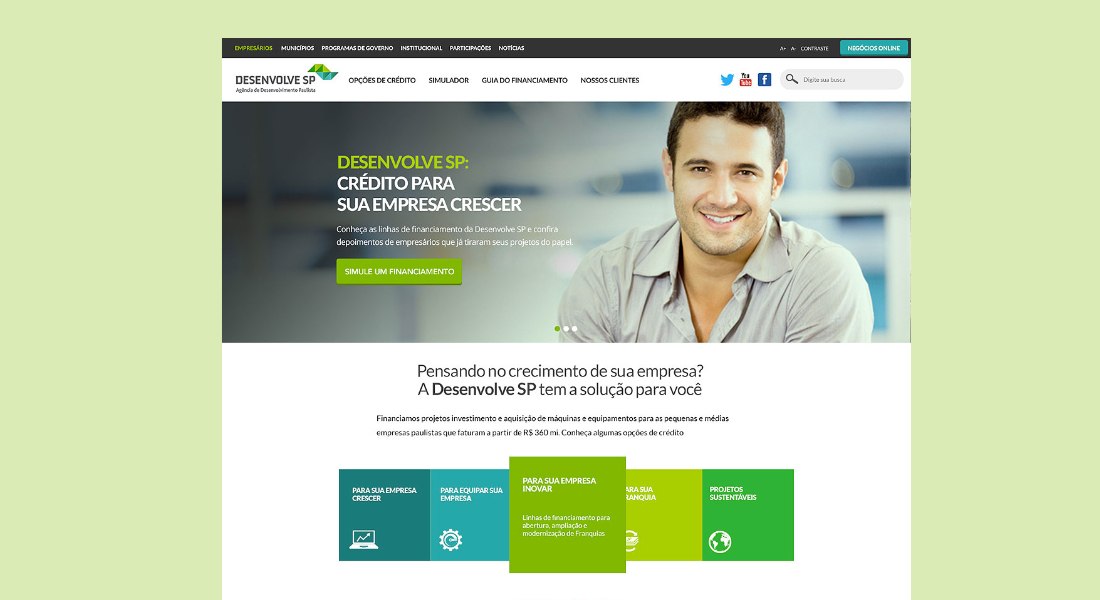 EMPRESÁRIOS MUNICÍPIOS PROGRAMAS DE GOVERNO INSTITUCIONAL PARTICIPAÇÕES NOTÍCIAS A+ A- CONTRASTE NEGÓCIOS ONLINE
DESENVOLVE SP
Agência de Desenvolvimento Paulista
OPÇÕES DE CRÉDITO SIMULADOR GUIA DO FINANCIAMENTO NOSSOS CLIENTES You Tube f Digite sua busca
DESENVOLVE SP:
CRÉDITO PARA
SUA EMPRESA CRESCER
Conheça as linhas de financiamento da Desenvolve SP e confira
depoimentos de empresários que já tiraram seus projetos do papel.
SIMULE UM FINANCIAMENTO
Pensando no crecimento de sua empresa?
A Desenvolve SP tem a solução para você
Financiamos projetos investimento e aquisição de máquinas e equipamentos para as pequenas e médias
empresas paulistas que faturam a partir de R$ 360 mi. Conheça algumas opções de crédito
PARA SUA EMPRESA
CRESCER
PARA EQUIPAR SUA
EMPRESA
PARA SUA EMPRESA
INOVAR
Linhas de financiamento para
abertura, ampliação e
modernização de Franquias
ARA SUA
RANQUIA
PROJETOS
SUSTENTÁVEIS